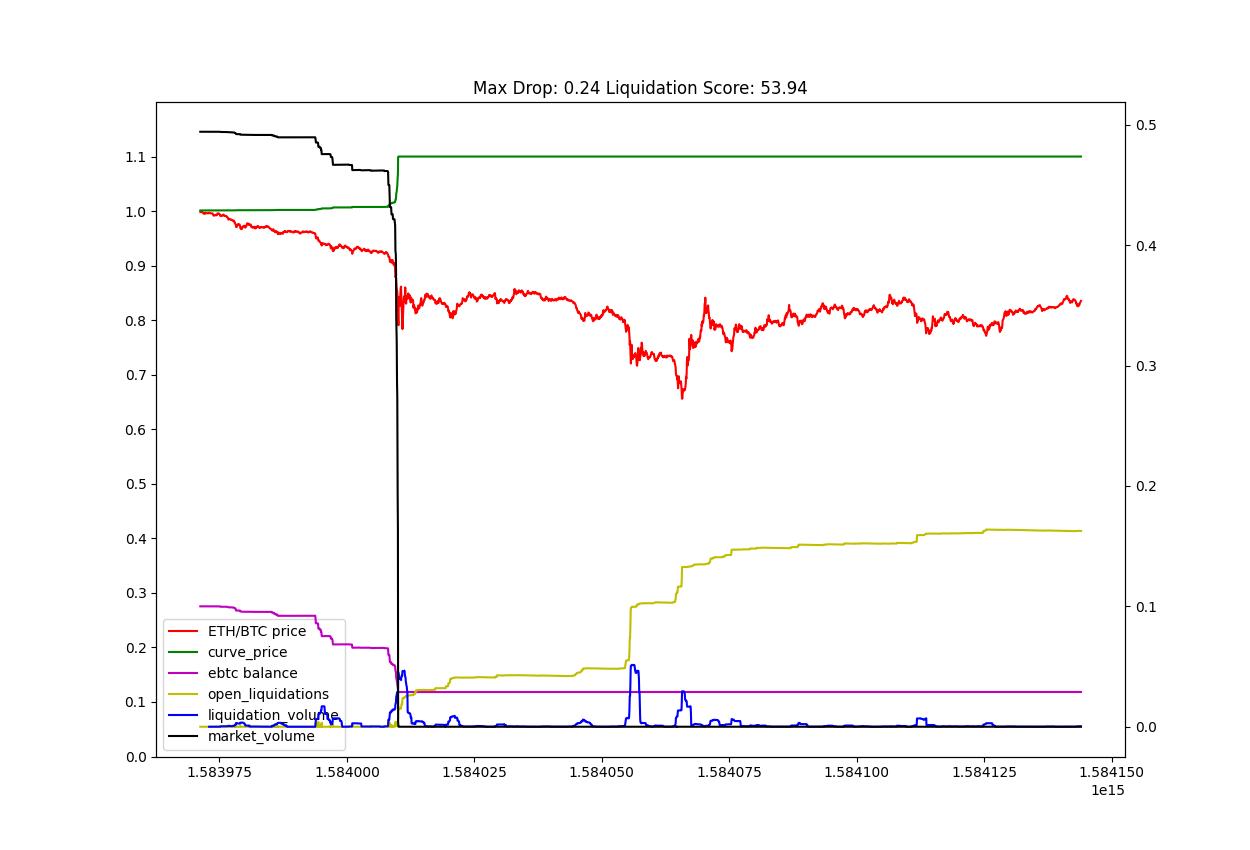 Max Drop: 0.24 Liquidation Score: 53.94
1.1
1.0
0.9
0.8
0.7
0.6
0.5
0.4
0.3
0.2
0.1
0.0
0.5
0.4
0.3
0.2
0.1
0.0
ETH/BTC price
curve_price
ebtc balance
open_liquidations
liquidation_volume
market_volume
1.583975 1.584000 1.584025 1.584050 1.584075 1.584100 1.584125 1.584150
1e15